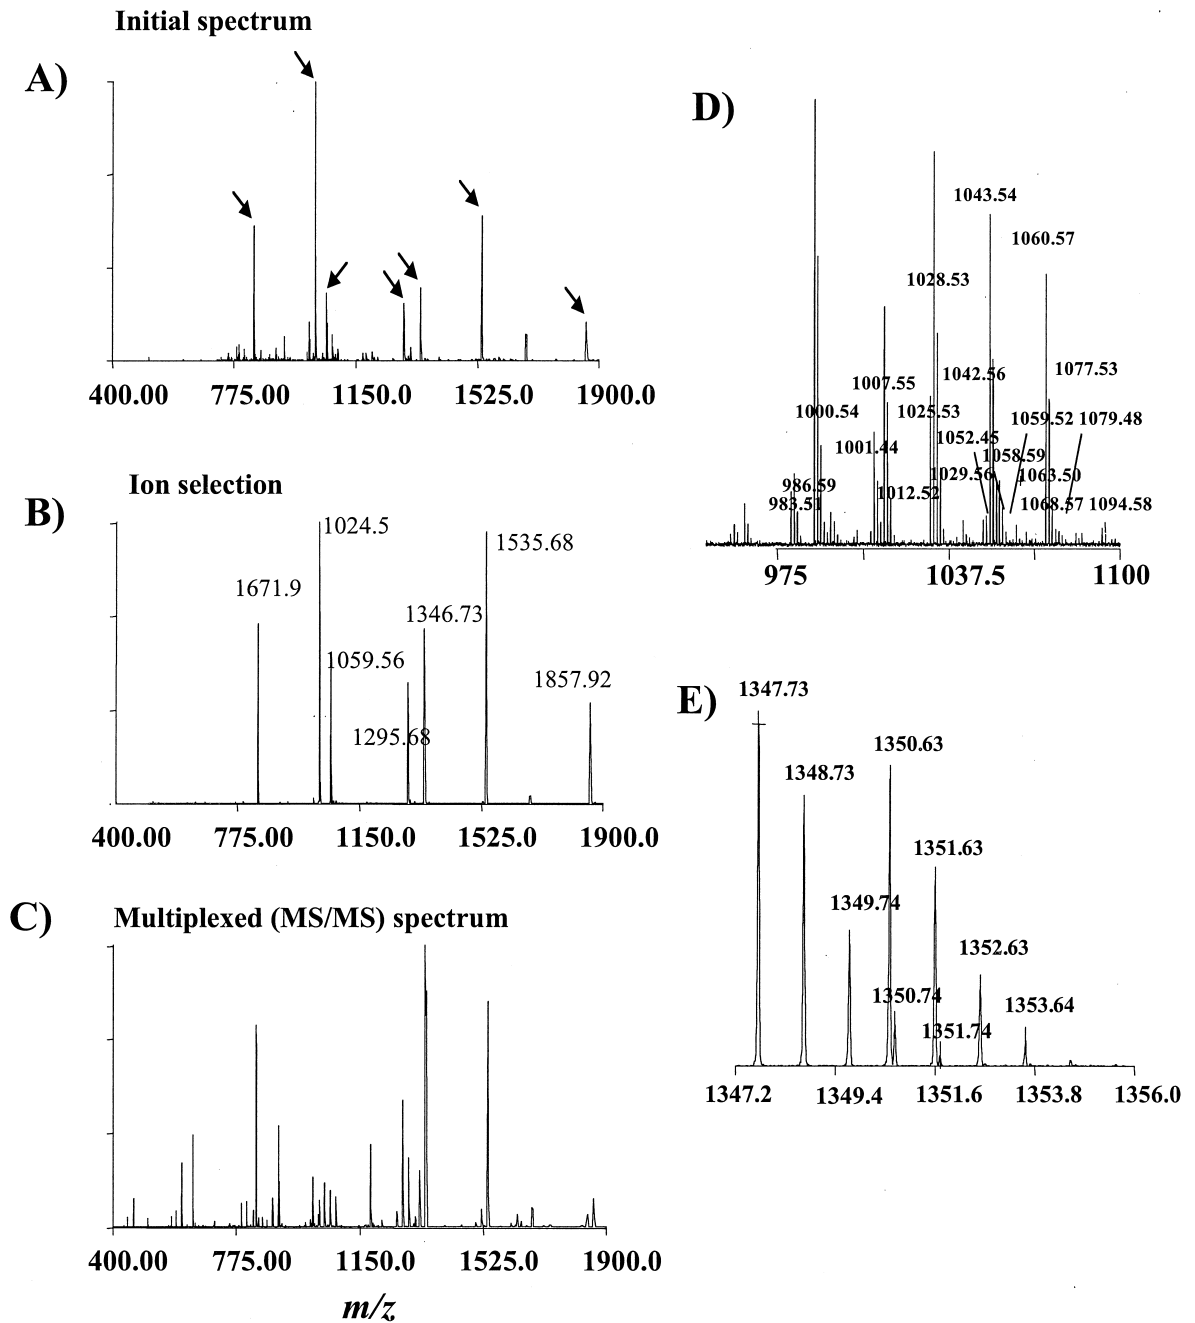 Initial spectrum
A)
400.00 775.00 1150.0 1525.0 1900.0
Ion selection
B)
1024.5
1535.68
1671.9
1346.73
1059.56
1857.92
1295.68
400.00 775.00 1150.0 1525.0 1900.0
C)
Multiplexed (MS/MS) spectrum
400.00 775.00 1150.0 1525.0 1900.0
m/z
D)
1043.54
1060.57
1028.53
1077.53
1042.56
1007.55
1000.54
1025.53
1059.52
1079.48
1052.45
1001.44
1058.59
1029.56
1063.50
986.59
1012.52
983.51
1068.57
1094.58
975 1037.5 1100
E)
1347.73
1350.63
1348.73
1351.63
1349.74
1352.63
1350.74
1353.64
1351.74
1347.2 1349.4 1351.6 1353.8 1356.0